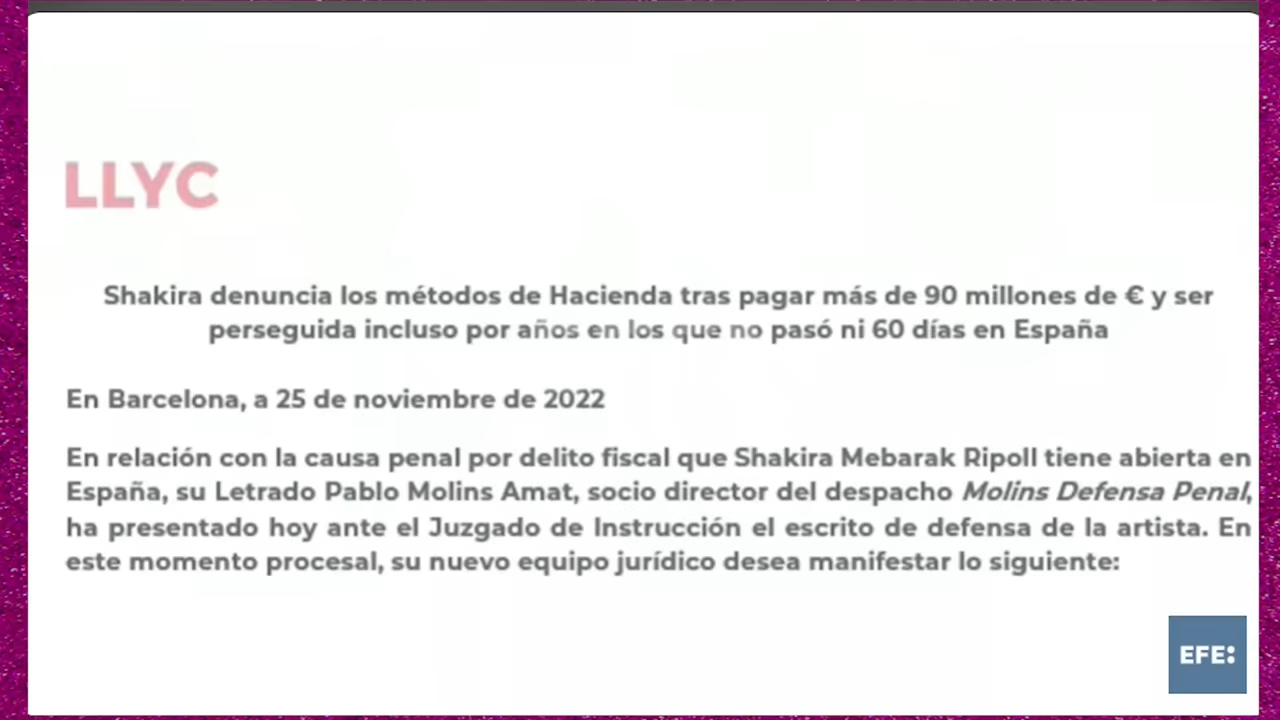 LLYC
Shakira denuncia los métodos de Hacienda tras pagar más de 90 millones de € y ser
perseguida incluso por años en los que no pasó ni 60 días en España
En Barcelona, a 25 de noviembre de 2022
En relación con la causa penal por delito fiscal que Shakira Mebarak Ripoll tiene abierta en
España, su Letrado Pablo Molins Amat, socio director del despacho Molins Defensa Penal,
ha presentado hoy ante el Juzgado de Instrucción el escrito de defensa de la artista. En
este momento procesal, su nuevo equipo jurídico desea manifestar lo siguiente:
EFE: